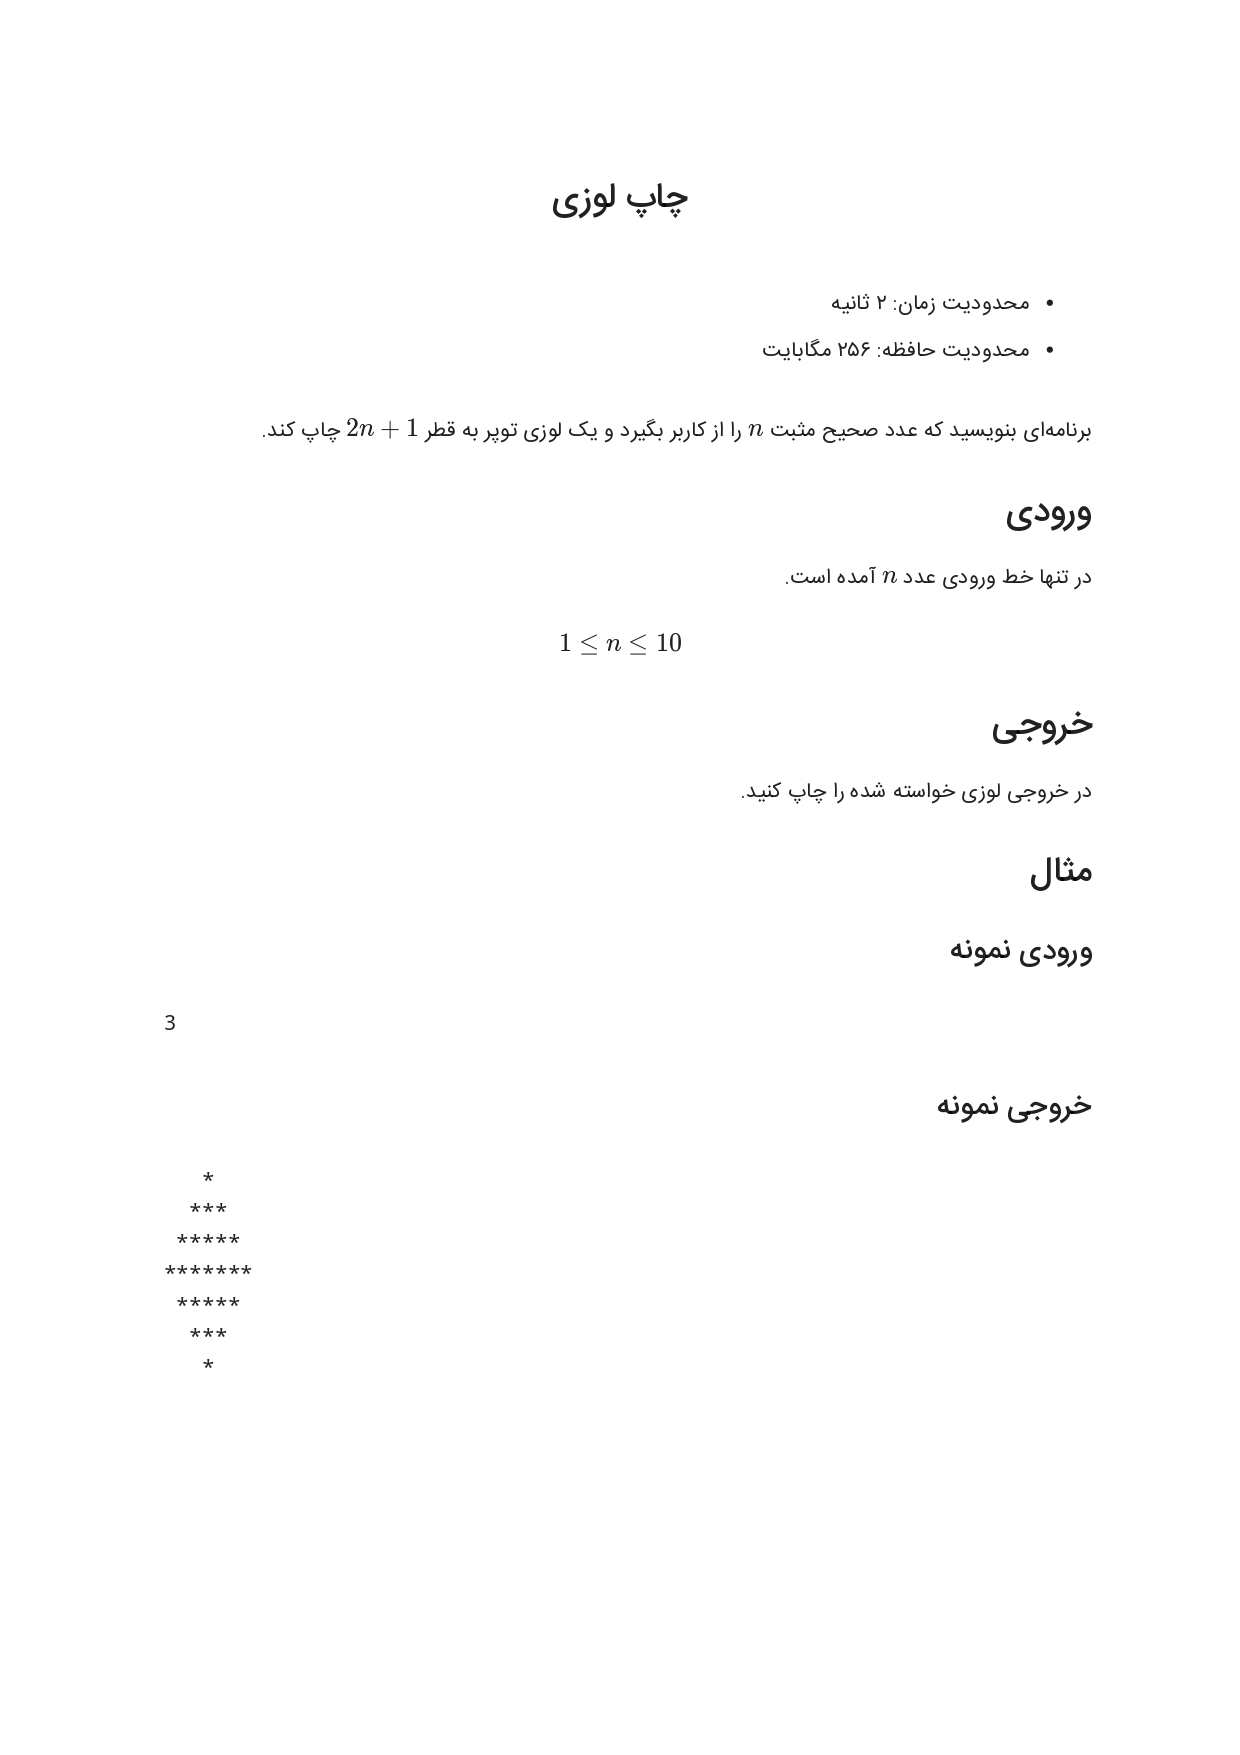 چاپ لوزی
• محدودیت زمان: ۲ ثانیه
• محدودیت حافظه: ۲۵۶ مگابایت
برنامه‌ای بنویسید که عدد صحیح مثبت n را از کاربر بگیرد و یک لوزی توپر به قطر 2n + 1 چاپ کند.
ورودی
در تنها خط ورودی عدد n آمده است.
1 ≤ n ≤ 10
خروجی
در خروجی لوزی خواسته شده را چاپ کنید.
مثال
ورودی نمونه
3
خروجی نمونه
   *
  ***
 *****
*******
 *****
  ***
   *